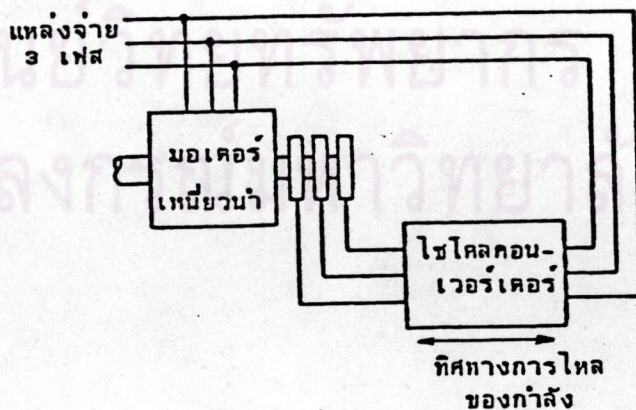 แหล่งจ่าย
3 เฟส
มอเตอร์
เหนี่ยวนำ
ไซโคลคอน-
เวอร์เตอร์
ทิศทางการไหล
ของกำลัง